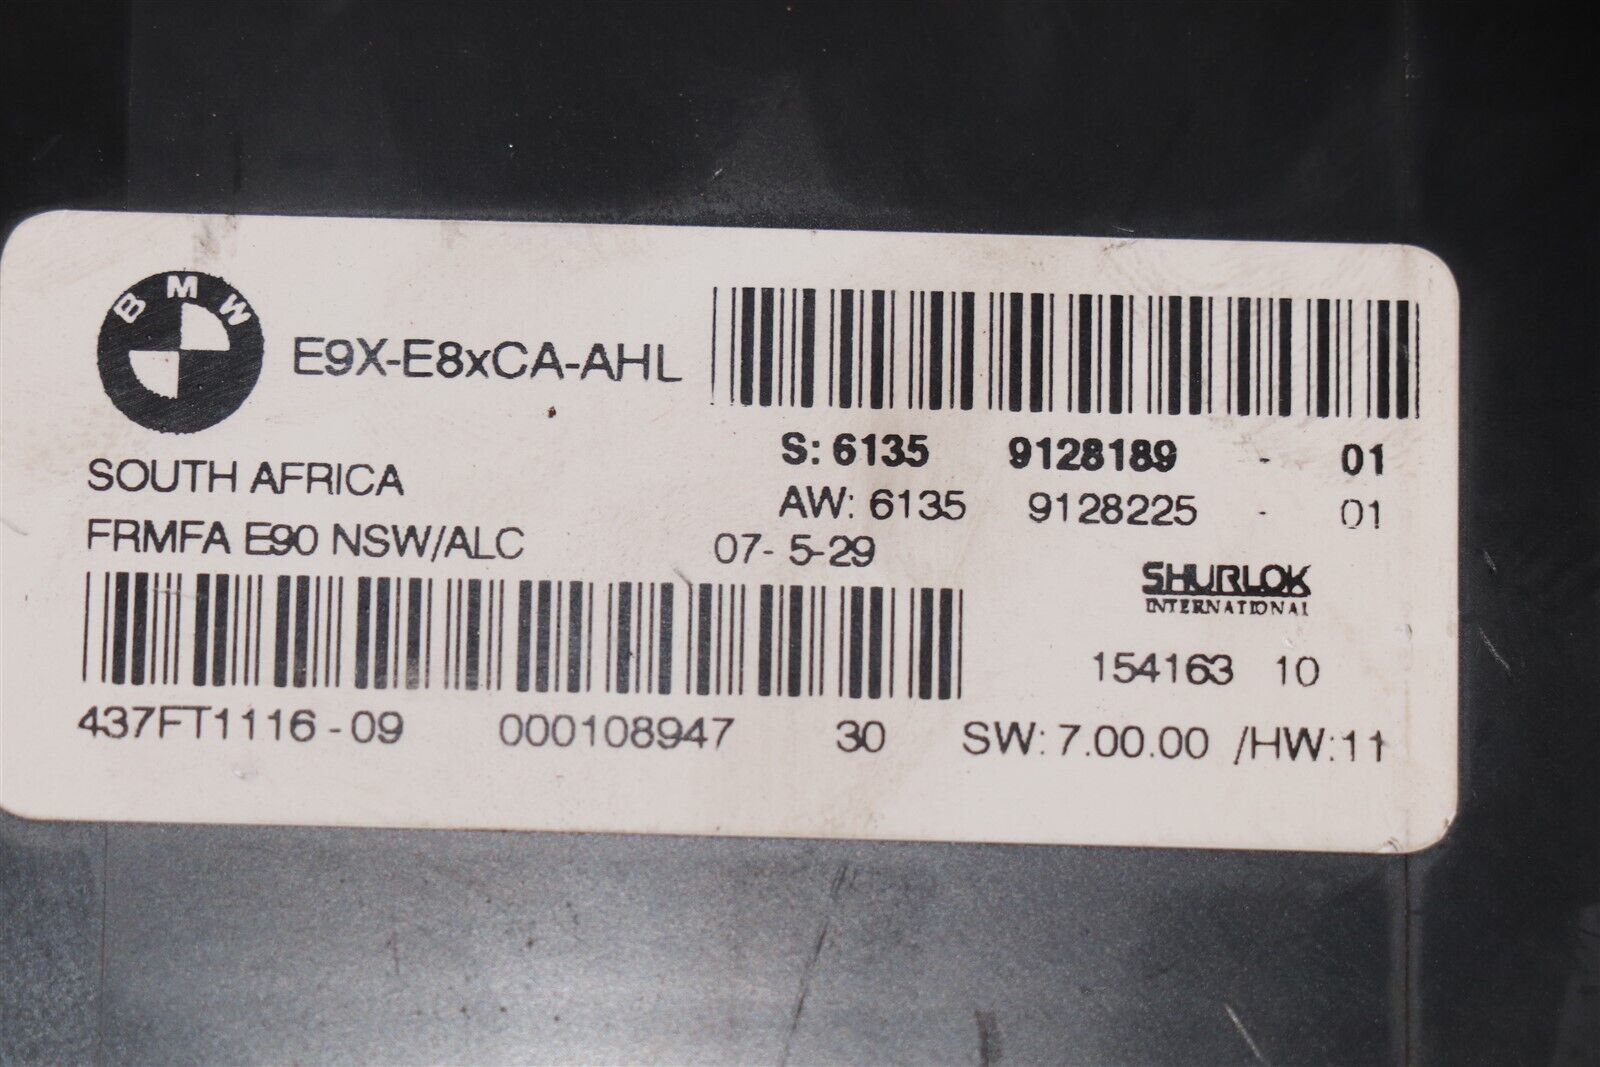 BMW
E9X-E8xCA-AHL
S: 6135 9128189 - 01
SOUTH AFRICA
AW: 6135 9128225 - 01
FRMFA E90 NSW/ALC 07- 5-29
SHURLOK
INTERNATIONAL
154163 10
437FT1116-09 000108947 30 SW: 7.00.00 /HW:11